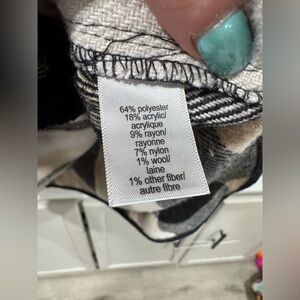 64% polyester
18% acrylic/
acrylique
9% rayon/
rayonne
7% nylon
1% wool/
laine
1% other fiber/
autre fibre